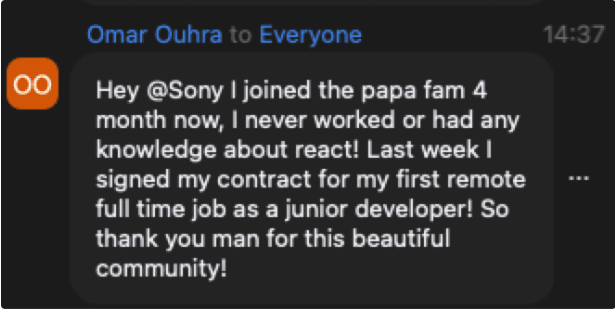 Omar Ouhra to Everyone 14:37
OO
Hey @Sony I joined the papa fam 4
month now, I never worked or had any
knowledge about react! Last week I
signed my contract for my first remote
full time job as a junior developer! So
thank you man for this beautiful
community!